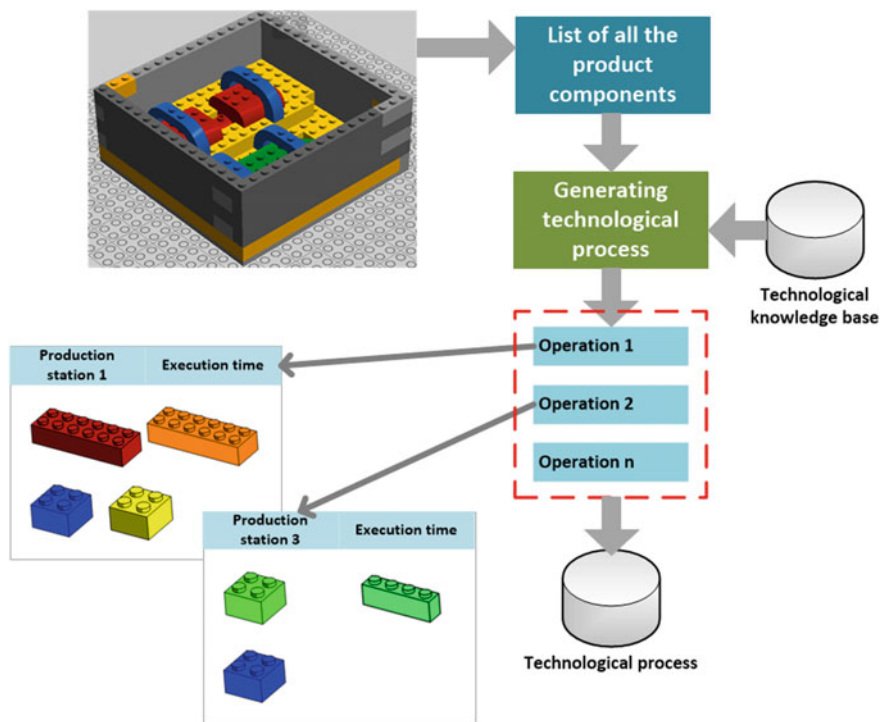 List of all the
product
components
Generating
technological
process
Technological
knowledge base
Operation 1
Operation 2
Operation n
Production
station 1
Execution time
Production
station 3
Execution time
Technological process